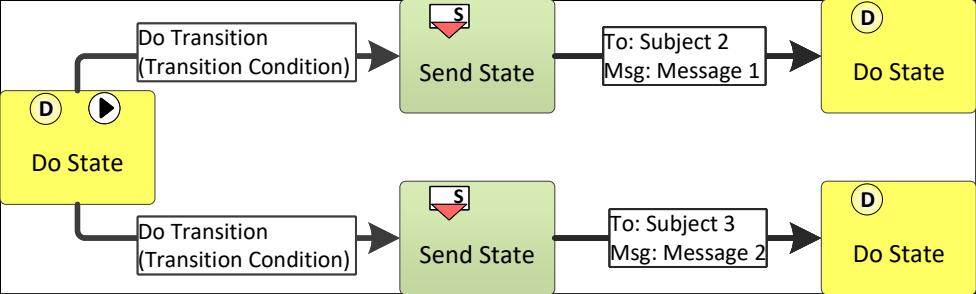 D
Do State
Do Transition
(Transition Condition)
S
Send State
To: Subject 2
Msg: Message 1
D
Do State
Do Transition
(Transition Condition)
S
Send State
To: Subject 3
Msg: Message 2
D
Do State